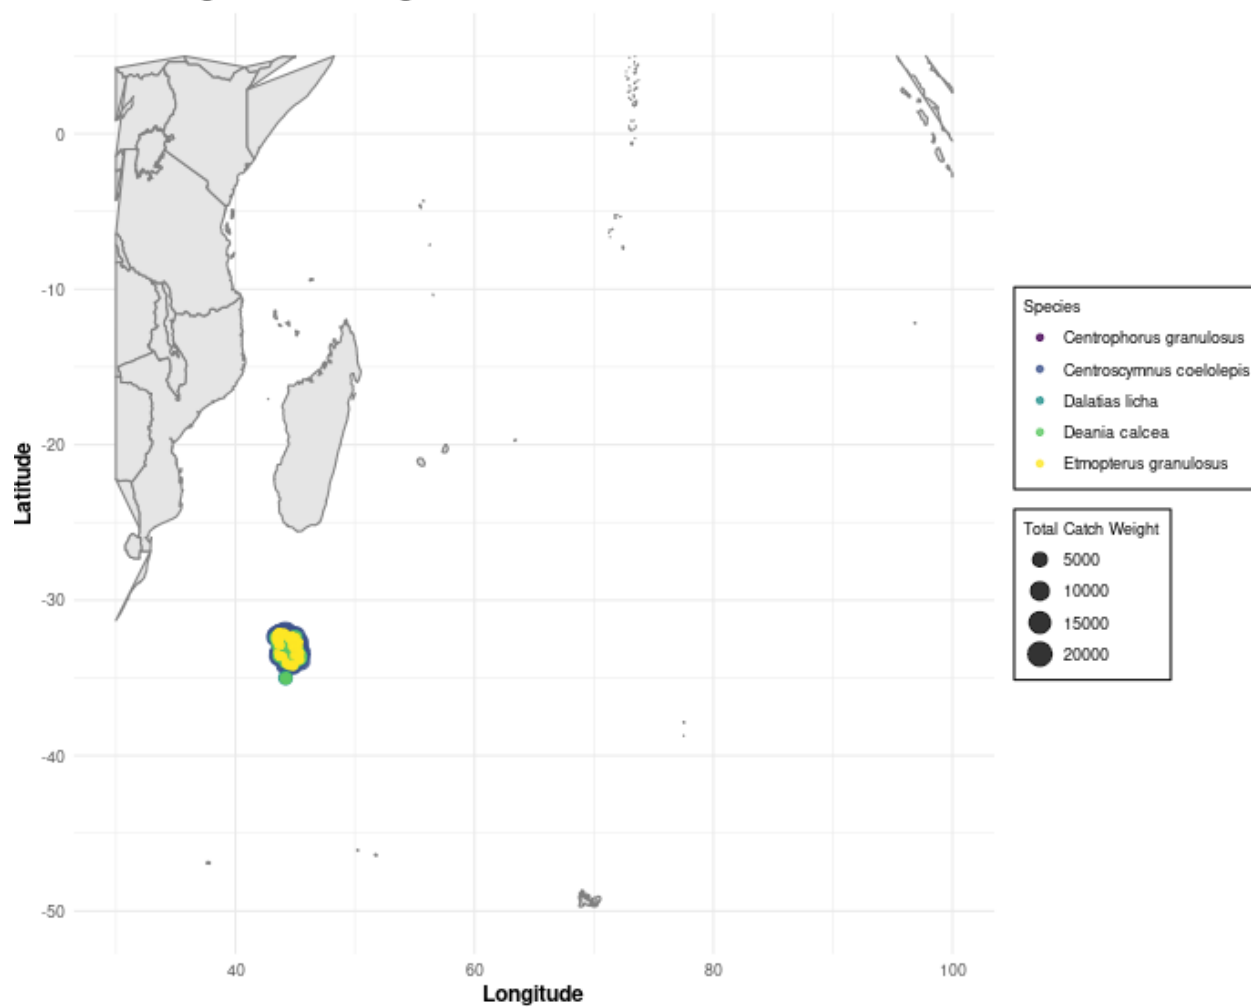 0
-10
-20
-30
-40
-50
Latitude
40
60
80
100
Longitude
Species
Centrophorus granulosus
Centroscymnus coelolepis
Dalatias licha
Deania calcea
Etmopterus granulosus
Total Catch Weight
5000
10000
15000
20000